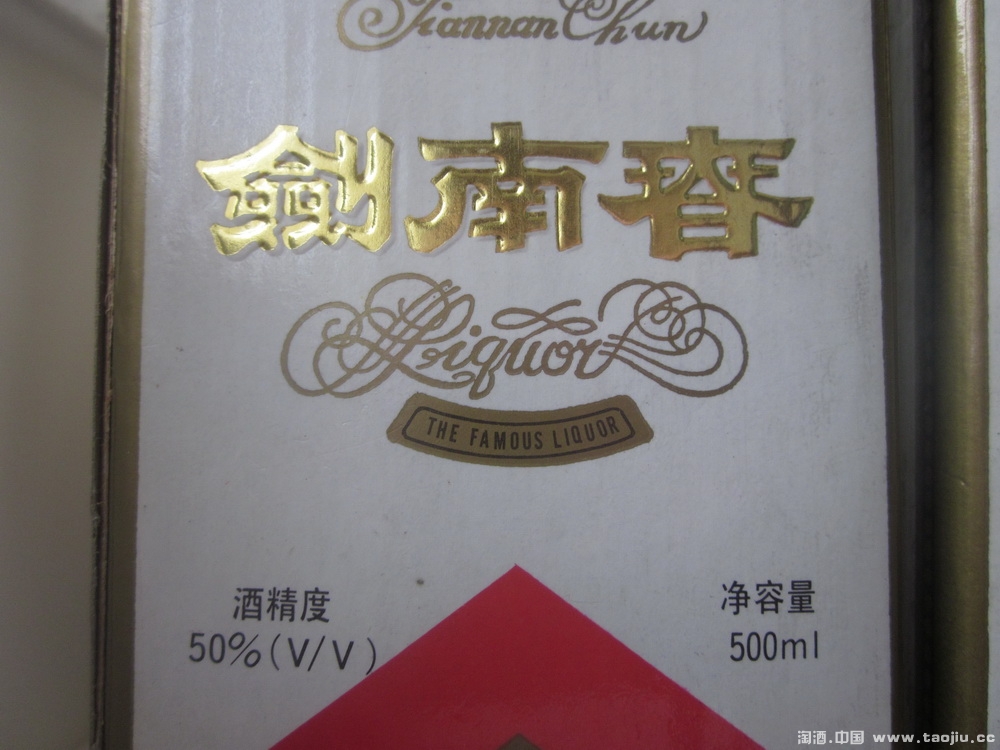 Jiannan Chun
劍南春
Liquor
THE FAMOUS LIQUOR
酒精度
50%(V/V)
净容量
500ml
淘酒.中国 www.taojiu.cc